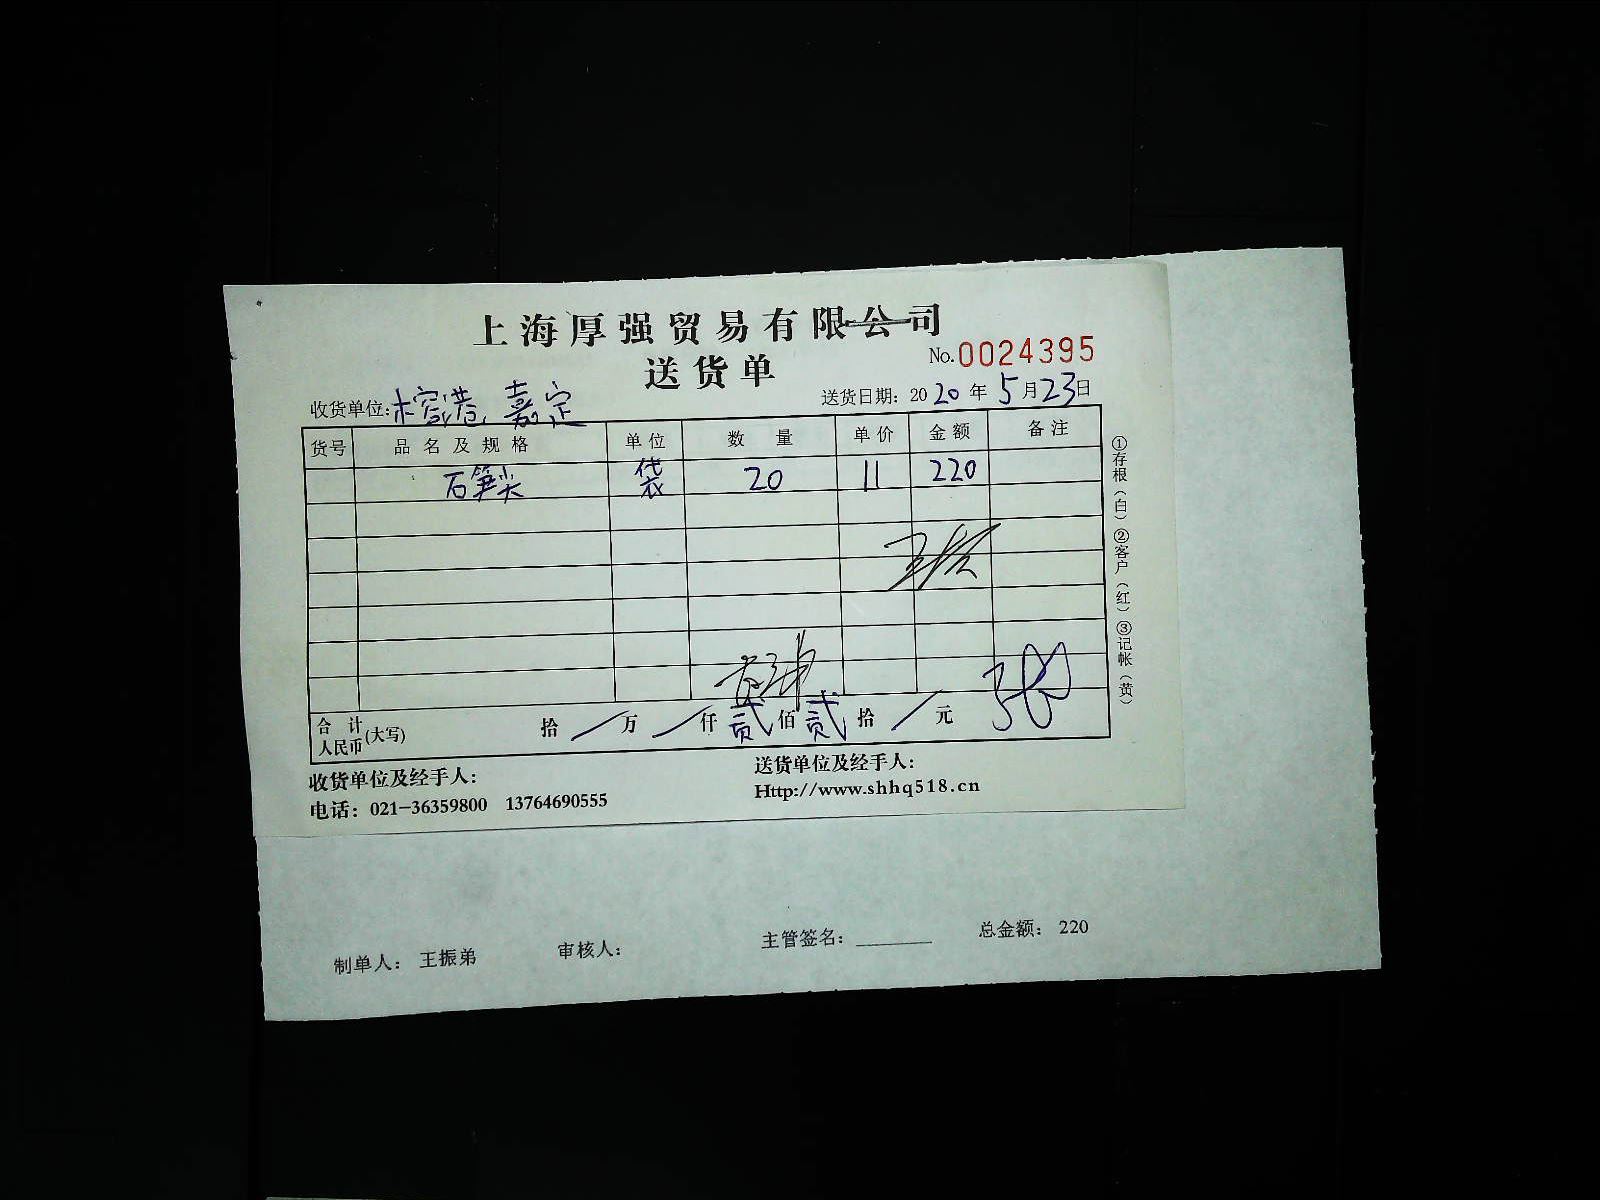 上海厚强贸易有限公司
送货单
No.0024395
收货单位:榕港、嘉定
送货日期: 2020年5月23日
货号 品名及规格 单位 数量 单价 金额 备注
石笋尖 袋 20 11 220
合计人民币(大写) 拾/万/仟贰佰贰拾/元
收货单位及经手人:
送货单位及经手人:
电话: 021-36359800 13764690555
Http://www.shhq518.cn
①存根(白)②客户(红)③记帐(黄)
制单人: 王振弟 审核人: 主管签名: 总金额: 220